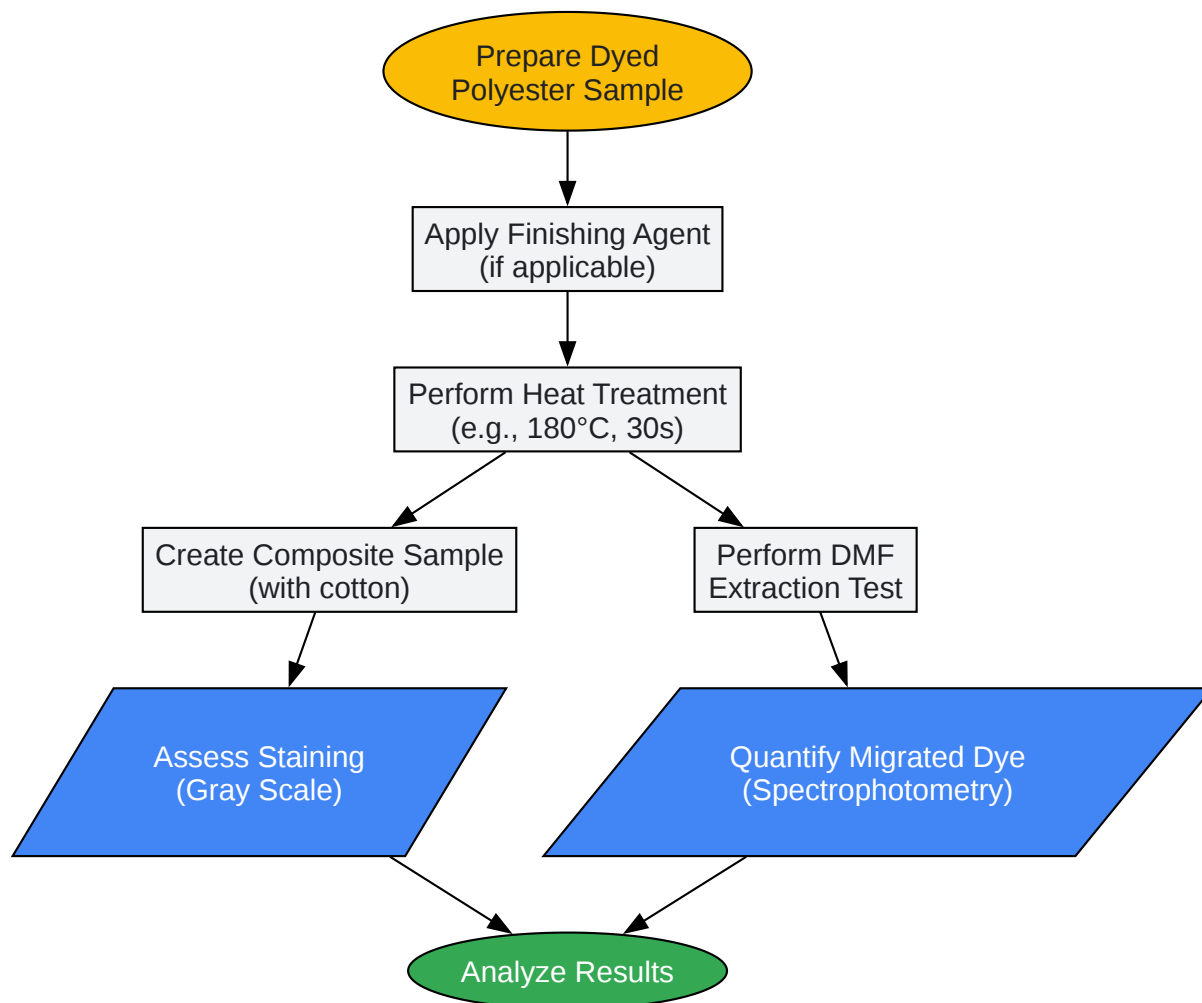 Prepare Dyed
Polyester Sample
Apply Finishing Agent
(if applicable)
Perform Heat Treatment
(e.g., 180°C, 30s)
Create Composite Sample
(with cotton)
Perform DMF
Extraction Test
Assess Staining
(Gray Scale)
Quantify Migrated Dye
(Spectrophotometry)
Analyze Results